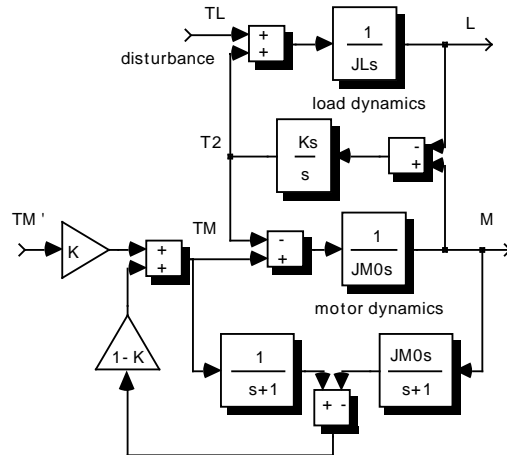 TL
L
+
+
1
JLs
disturbance
load dynamics
T2
Ks
s
-
+
TM '
K
+
+
TM
-
+
1
JM0s
M
motor dynamics
1- K
1
s+1
+ -
JM0s
s+1